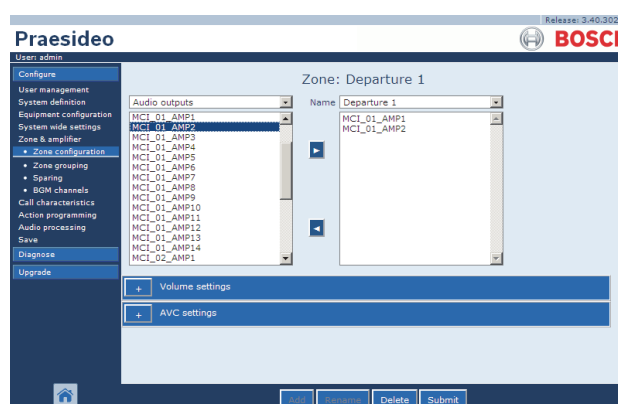 Release: 3.40.302
Praesideo
BOSCH
User: admin
Configure
User management
System definition
Equipment configuration
System wide settings
Zone & amplifier
• Zone configuration
• Zone grouping
• Sparing
• BGM channels
Call characteristics
Action programming
Audio processing
Save
Diagnose
Upgrade
Zone: Departure 1
Audio outputs
MCI_01_AMP1
MCI_01_AMP2
MCI_01_AMP3
MCI_01_AMP4
MCI_01_AMP5
MCI_01_AMP6
MCI_01_AMP7
MCI_01_AMP8
MCI_01_AMP9
MCI_01_AMP10
MCI_01_AMP11
MCI_01_AMP12
MCI_01_AMP13
MCI_01_AMP14
MCI_02_AMP1
Name Departure 1
MCI_01_AMP1
MCI_01_AMP2
+ Volume settings
+ AVC settings
Add Rename Delete Submit